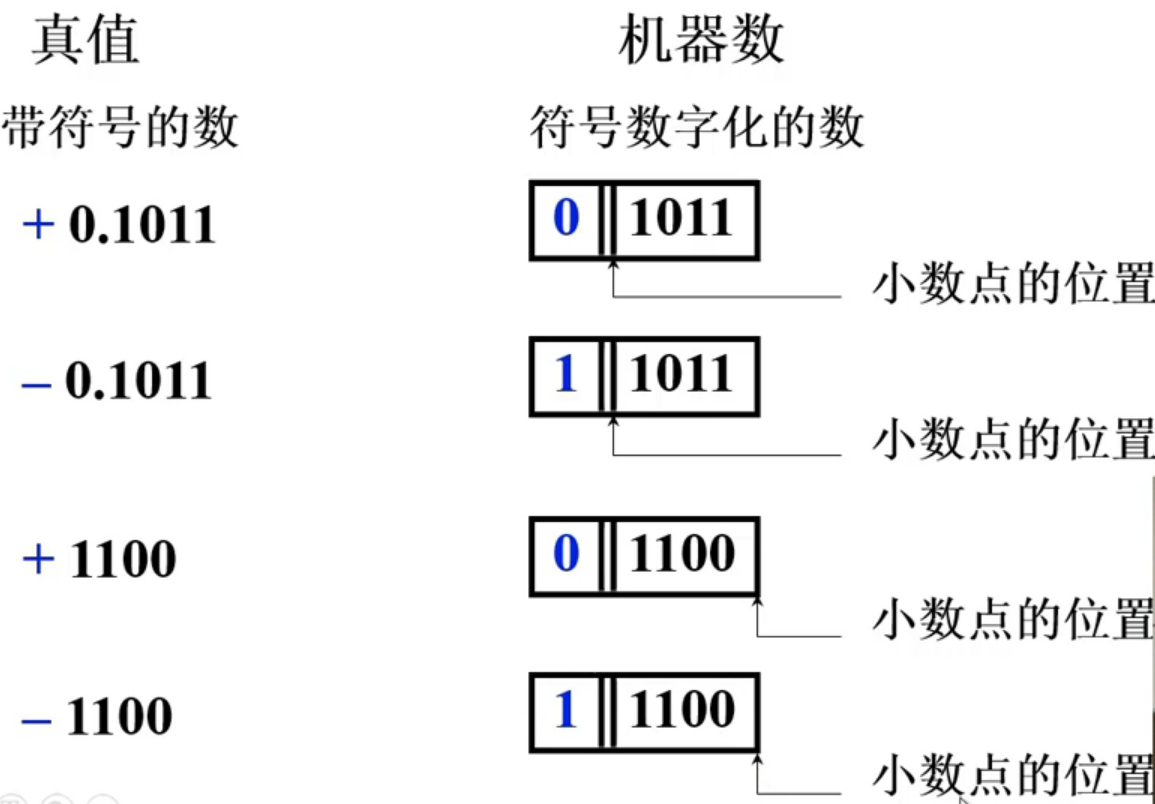 真值 机器数
带符号的数 符号数字化的数
+ 0.1011 0 1011
小数点的位置
– 0.1011 1 1011
小数点的位置
+ 1100 0 1100
小数点的位置
– 1100 1 1100
小数点的位置